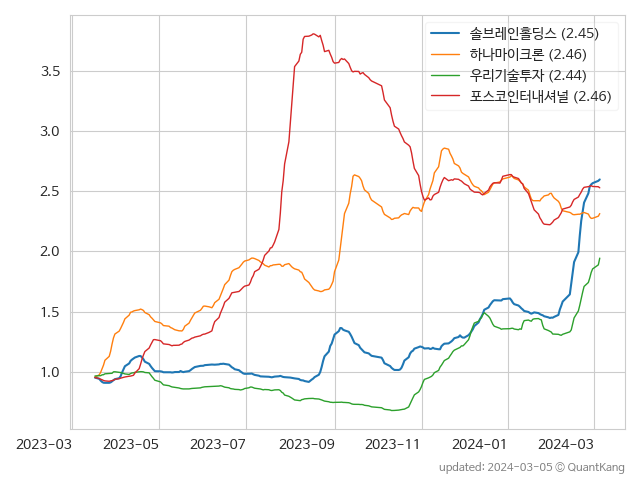 솔브레인홀딩스 (2.45)
하나마이크론 (2.46)
우리기술투자 (2.44)
포스코인터내셔널 (2.46)
3.5
3.0
2.5
2.0
1.5
1.0
2023-03 2023-05 2023-07 2023-09 2023-11 2024-01 2024-03
updated: 2024-03-05 © QuantKang